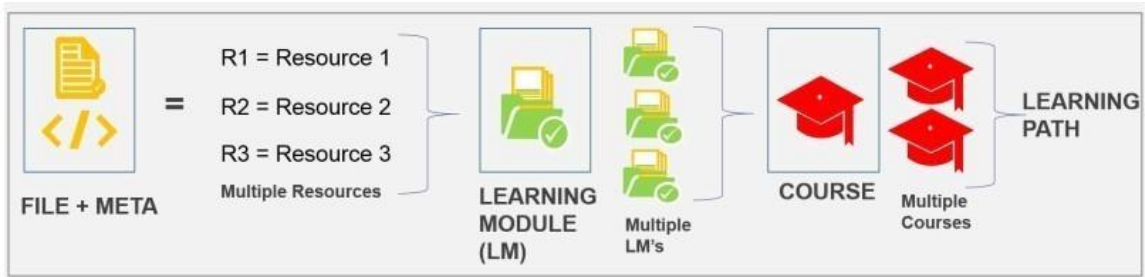 FILE + META
=
R1 = Resource 1
R2 = Resource 2
R3 = Resource 3
Multiple Resources
LEARNING
MODULE
(LM)
Multiple
LM's
COURSE
Multiple
Courses
LEARNING
PATH